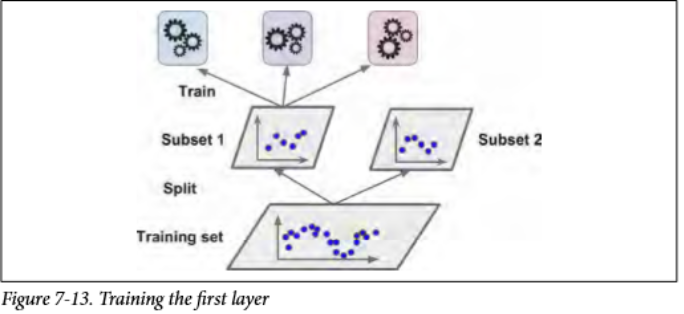 Train
Subset 1
Subset 2
Split
Training set
Figure 7-13. Training the first layer